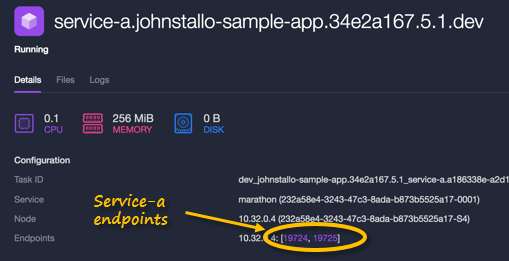 service-a.johnstallo-sample-app.34e2a167.5.1.dev
Running
Details Files Logs
0.1 256 MiB 0 B
CPU MEMORY DISK
Configuration
Task ID dev_johnstallo-sample-app.34e2a167.5.1_service-a.a186338e-a2d1
Service marathon (232a58e4-3243-47c3-8ada-b873b5525a17-0001)
Service-a
endpoints
Node 10.32.0.4 (232a58e4-3243-47c3-8ada-b873b5525a17-S4)
Endpoints 10.32. .4: [19724, 19725]